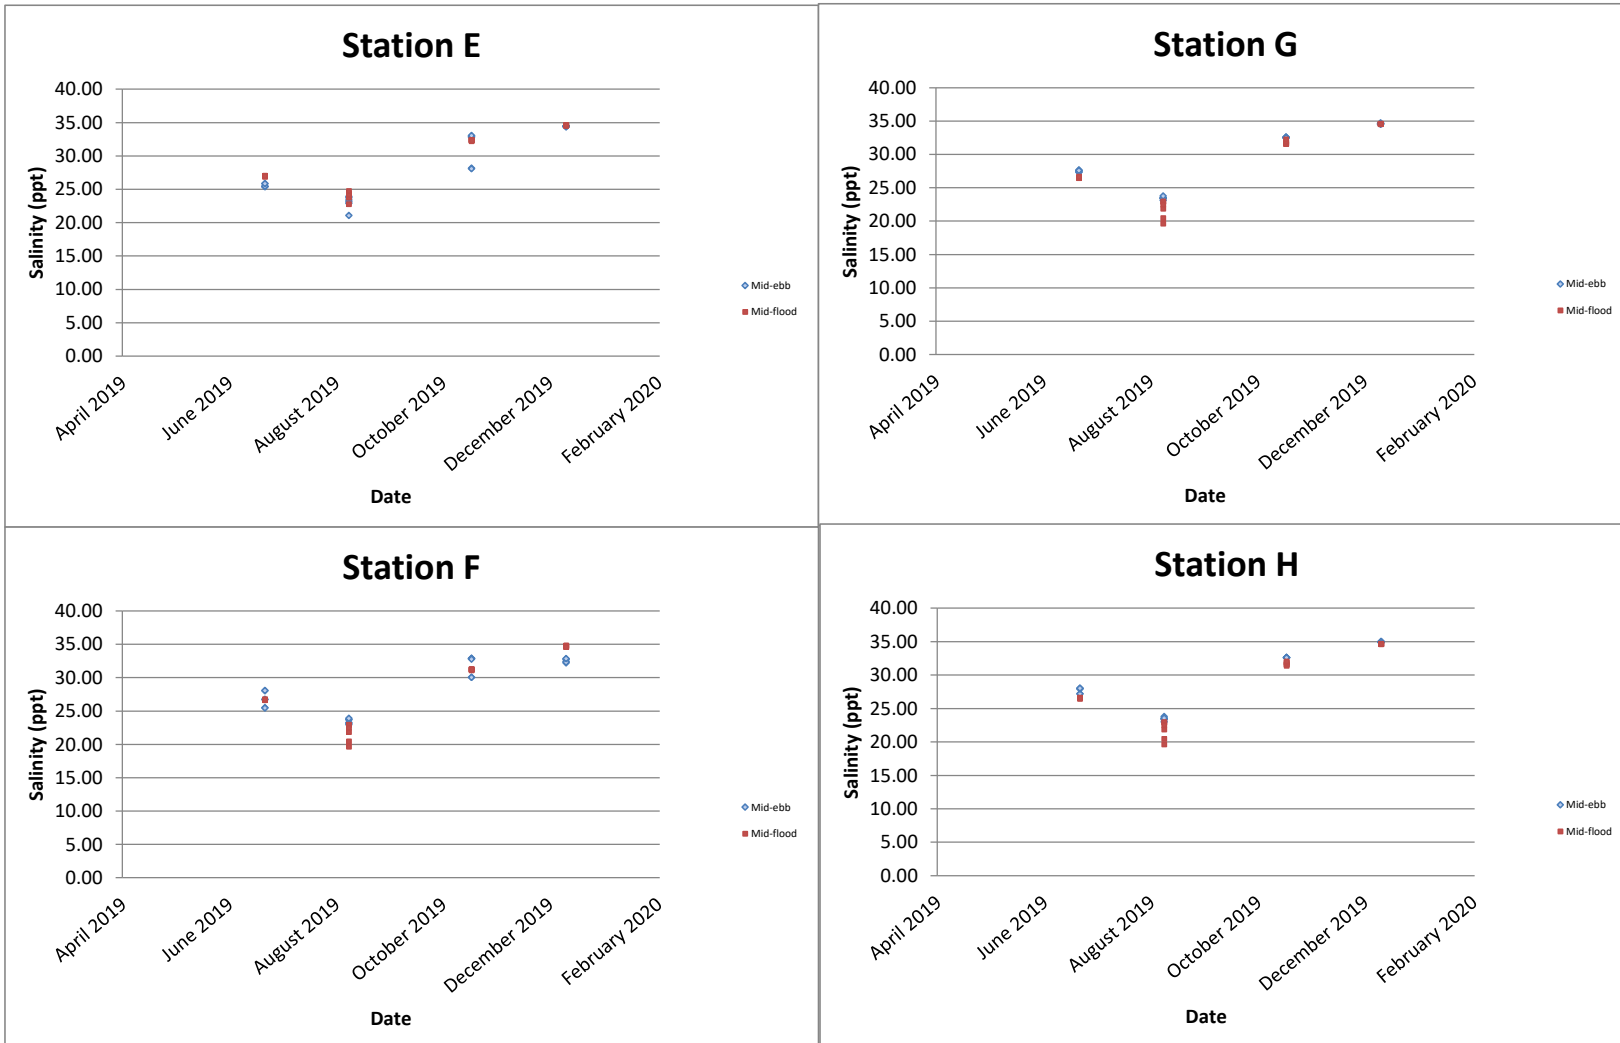 Station E
40.00
35.00
30.00
25.00
20.00
15.00
10.00
5.00
0.00
Salinity (ppt)
April 2019
June 2019
August 2019
October 2019
December 2019
February 2020
Date
Mid-ebb
Mid-flood
Station G
40.00
35.00
30.00
25.00
20.00
15.00
10.00
5.00
0.00
Salinity (ppt)
April 2019
June 2019
August 2019
October 2019
December 2019
February 2020
Date
Mid-ebb
Mid-flood
Station F
40.00
35.00
30.00
25.00
20.00
15.00
10.00
5.00
0.00
Salinity (ppt)
April 2019
June 2019
August 2019
October 2019
December 2019
February 2020
Date
Mid-ebb
Mid-flood
Station H
40.00
35.00
30.00
25.00
20.00
15.00
10.00
5.00
0.00
Salinity (ppt)
April 2019
June 2019
August 2019
October 2019
December 2019
February 2020
Date
Mid-ebb
Mid-flood